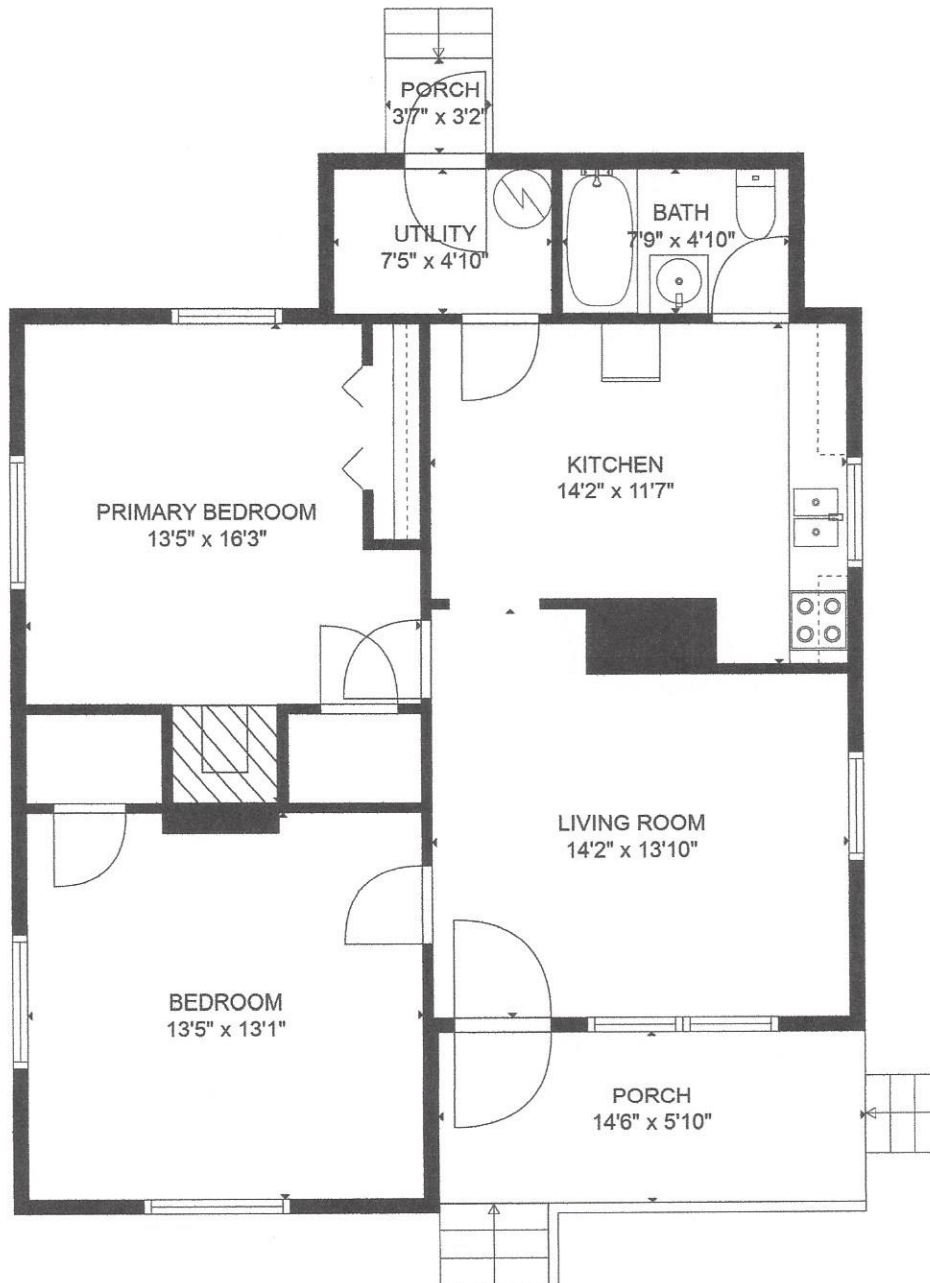 PORCH
3'7" x 3'2"
UTILITY
7'5" x 4'10"
BATH
7'9" x 4'10"
KITCHEN
14'2" x 11'7"
PRIMARY BEDROOM
13'5" x 16'3"
LIVING ROOM
14'2" x 13'10"
BEDROOM
13'5" x 13'1"
PORCH
14'6" x 5'10"